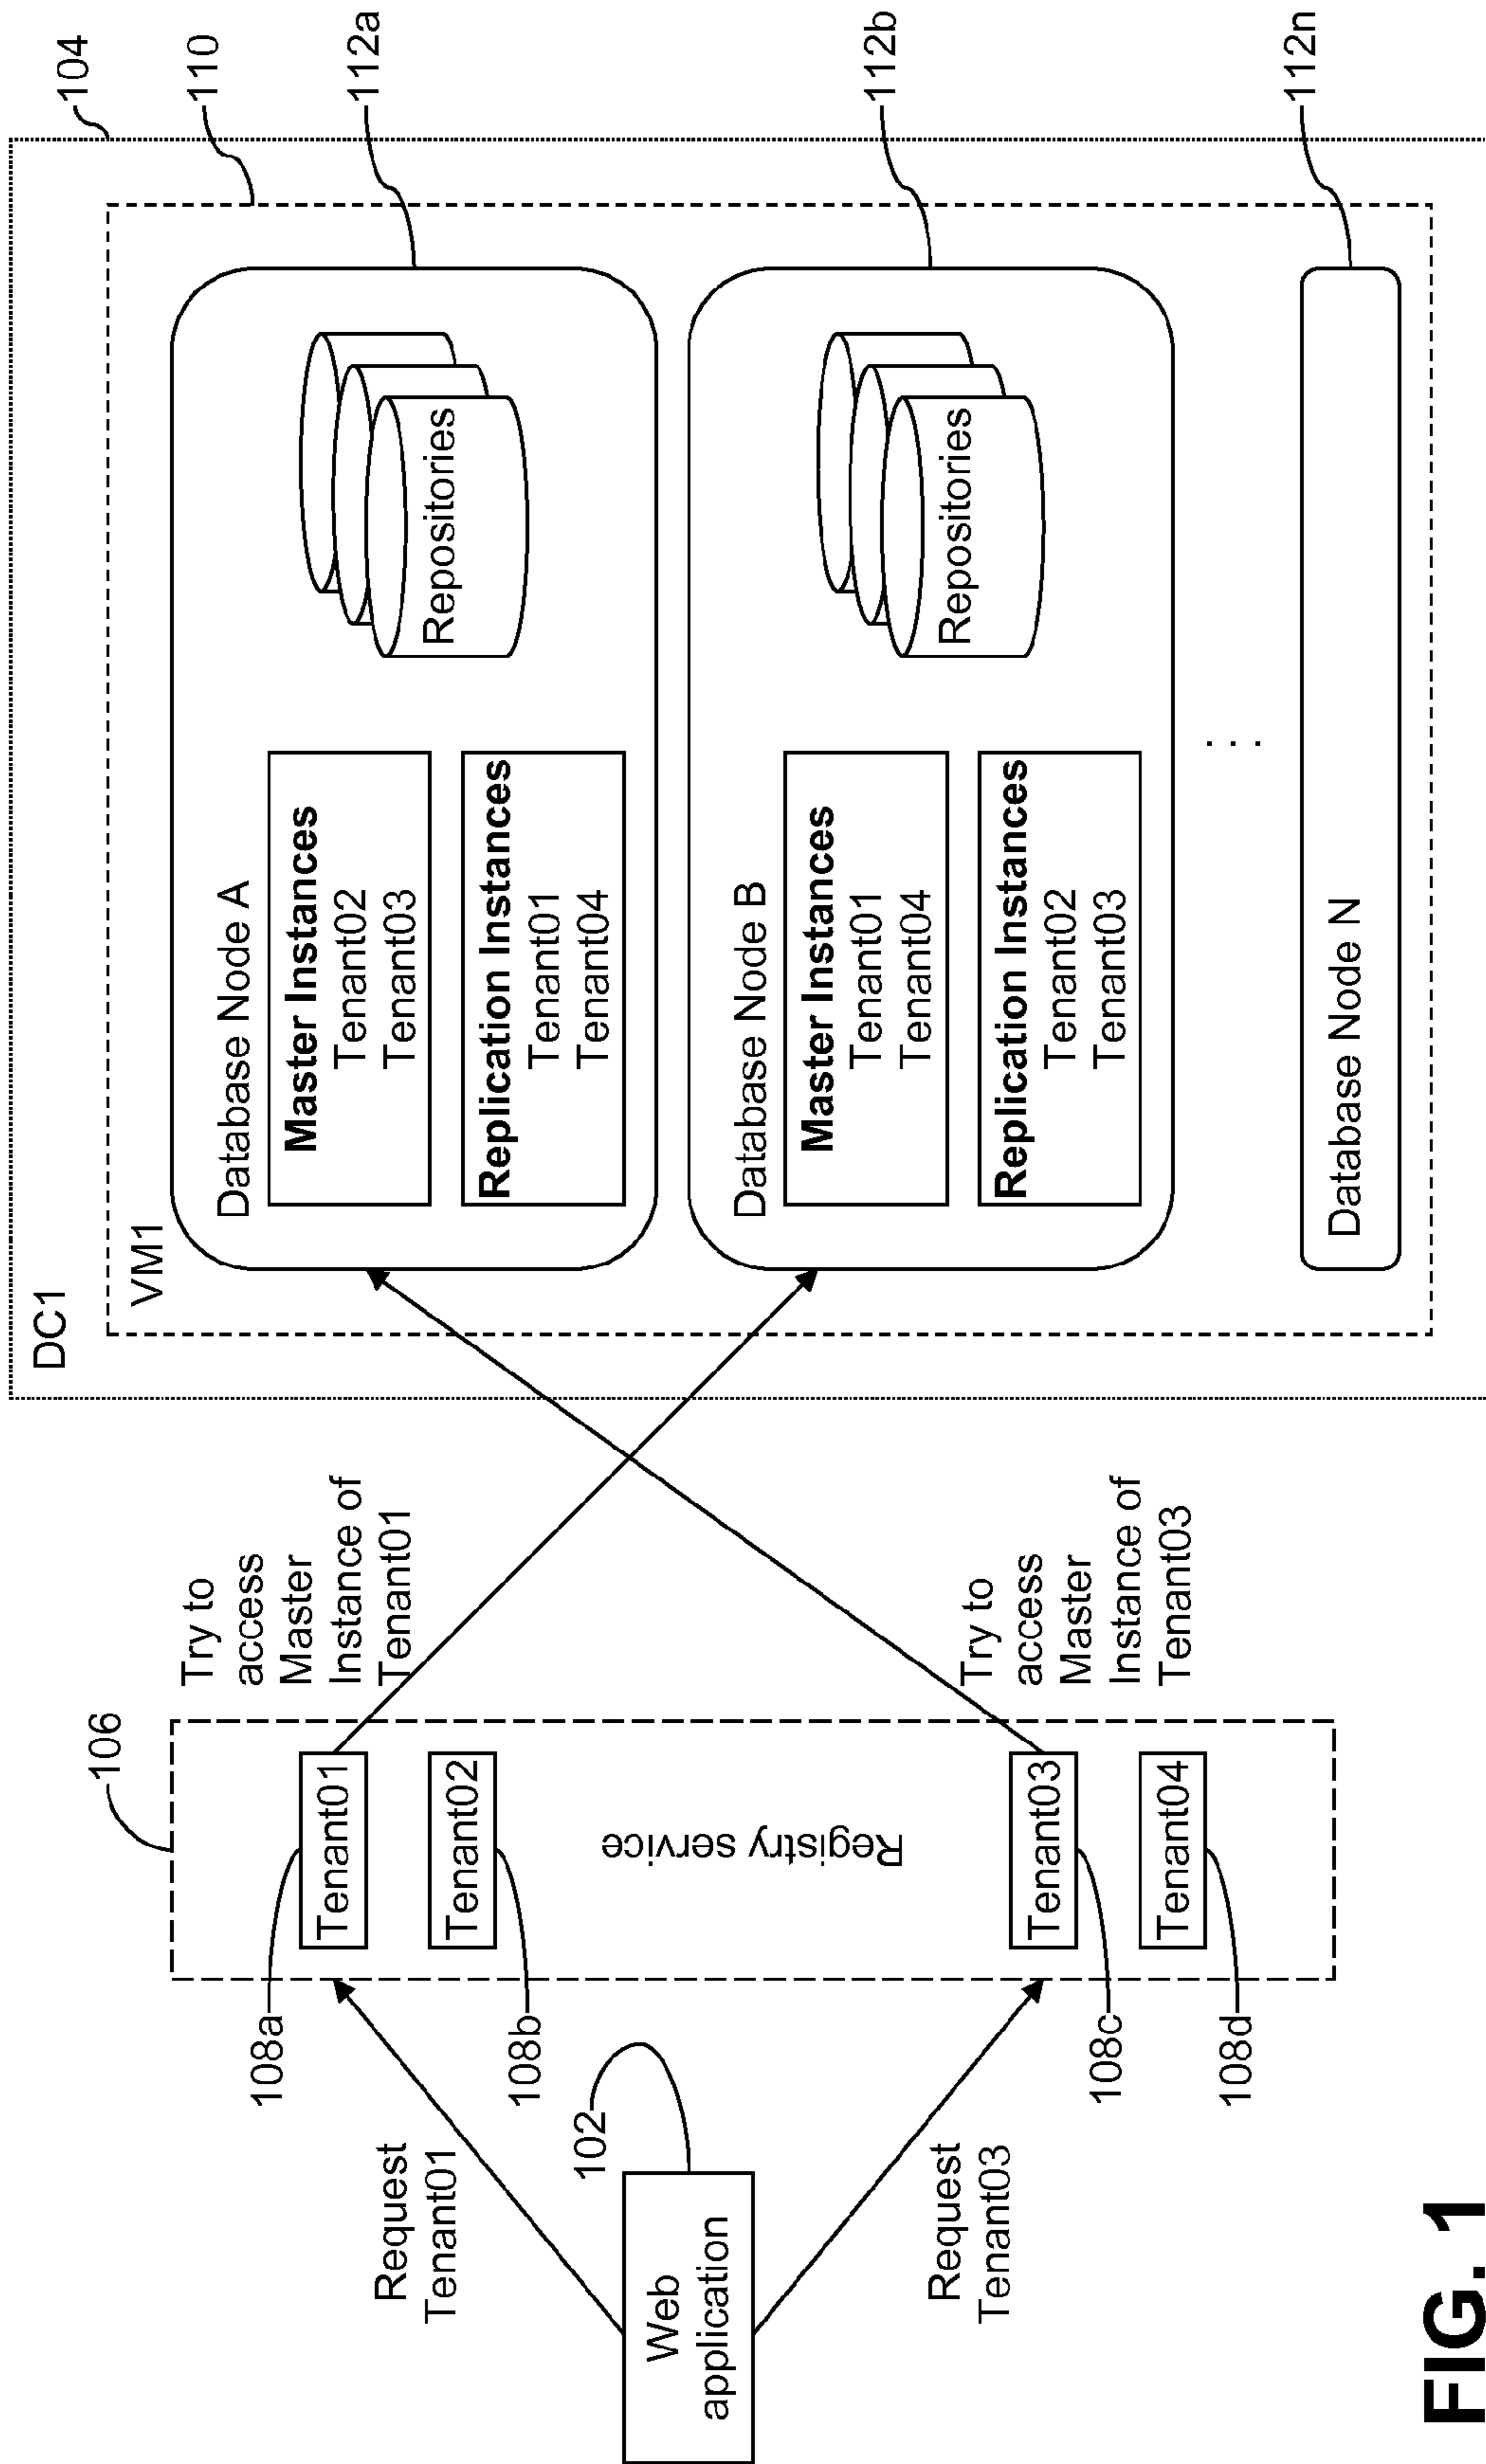 DC1
104
VM1
110
Database Node A
112a
Master Instances
Tenant02
Tenant03
Replication Instances
Tenant01
Tenant04
Repositories
Database Node B
112b
Master Instances
Tenant01
Tenant04
Replication Instances
Tenant02
Tenant03
Repositories
. . .
Database Node N
112n
106
Try to
access
Master
Instance of
Tenant01
Try to
access
Master
Instance of
Tenant03
Tenant01
Tenant02
Registry service
Tenant03
Tenant04
108a
108b
108c
108d
Request
Tenant01
102
Web
application
Request
Tenant03
FIG. 1